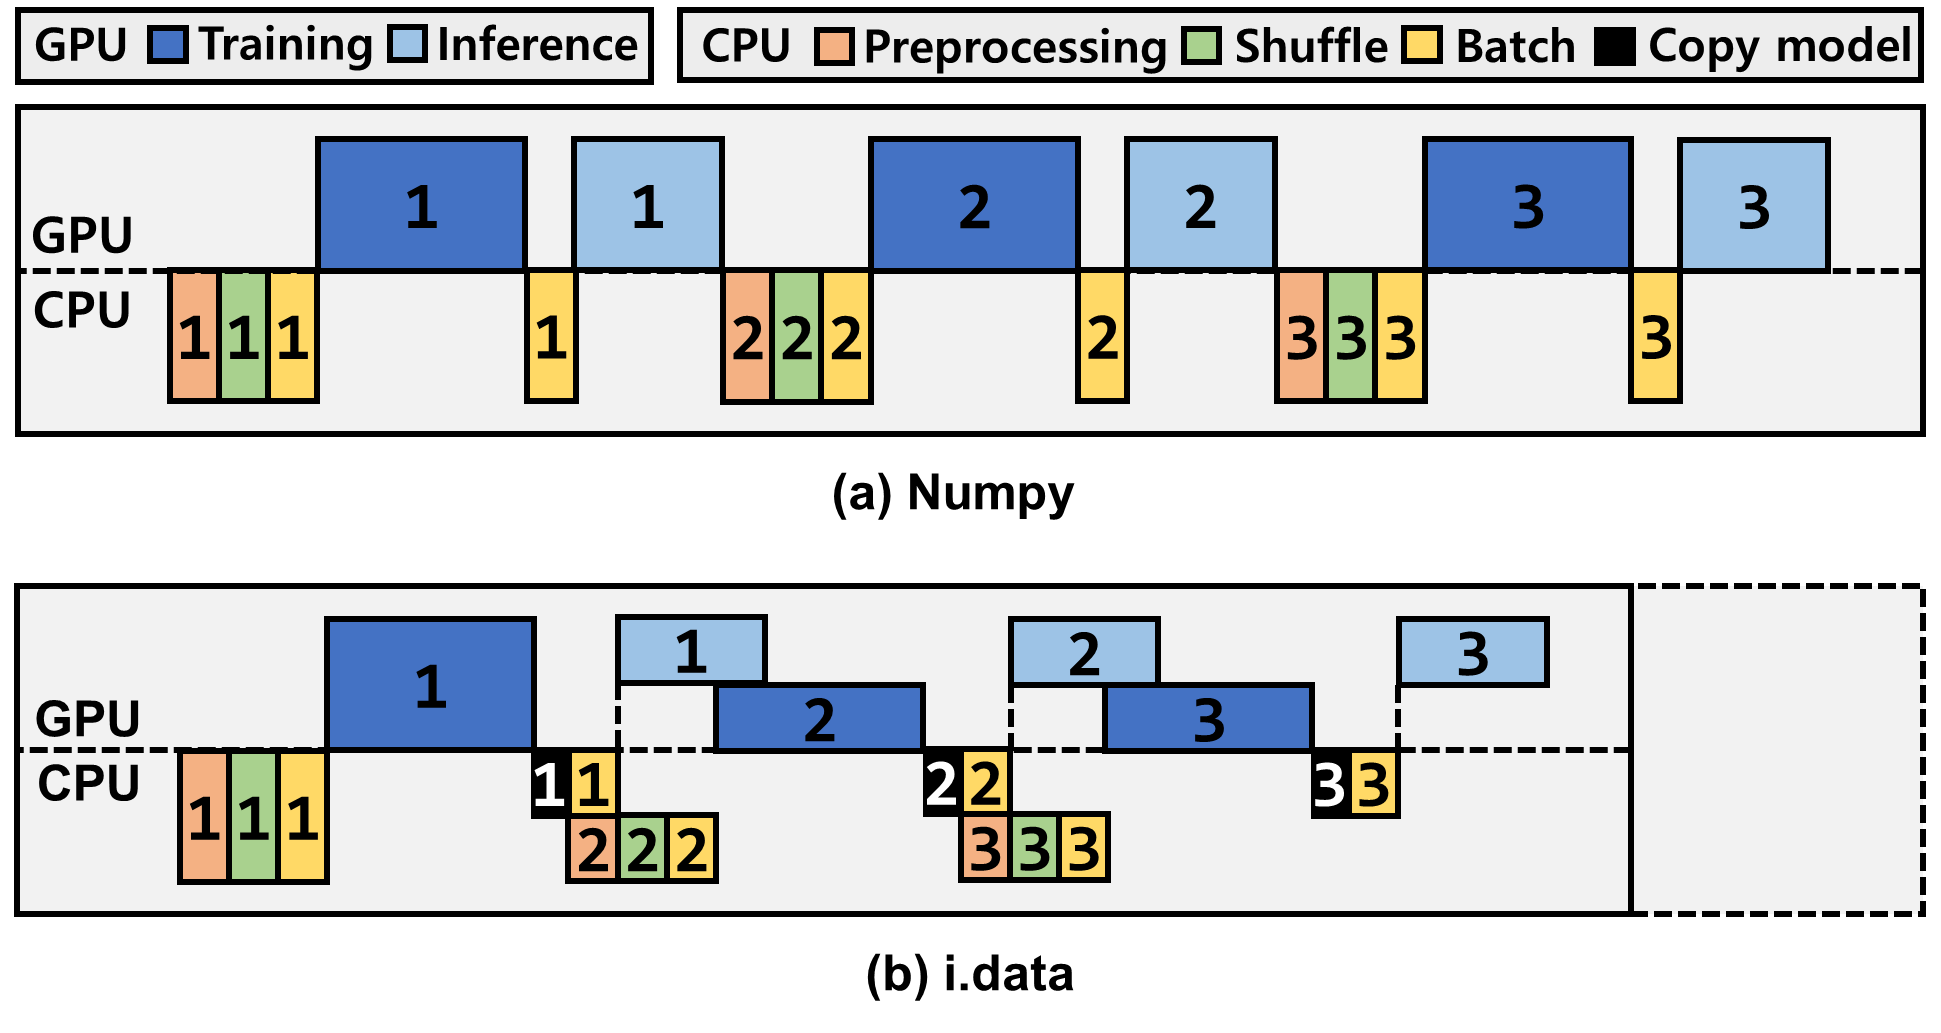 GPU Training Inference CPU Preprocessing Shuffle Batch Copy model
1 1 2 2 3 3
GPU
CPU
1 1 1 1 2 2 2 2 3 3 3 3
(a) Numpy
1 2 3
1 2 3
GPU
CPU
1 1 2 2 3 3
1 1 1 2 2 2 3 3 3
(b) i.data